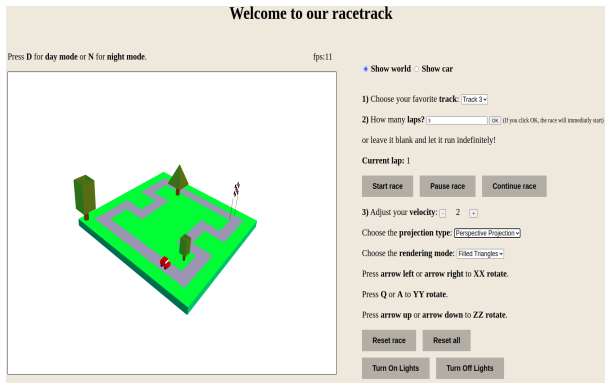 Welcome to our racetrack
Press D for day mode or N for night mode.
fps:11
Show world Show car
1) Choose your favorite track: Track 3
2) How many laps? 3 OK (If you click OK, the race will immediatly start)
or leave it blank and let it run indefinitely!
Current lap: 1
Start race Pause race Continue race
3) Adjust your velocity: - 2 +
Choose the projection type: Perspective Projection
Choose the rendering mode: Filled Triangles
Press arrow left or arrow right to XX rotate.
Press Q or A to YY rotate.
Press arrow up or arrow down to ZZ rotate.
Reset race Reset all
Turn On Lights Turn Off Lights